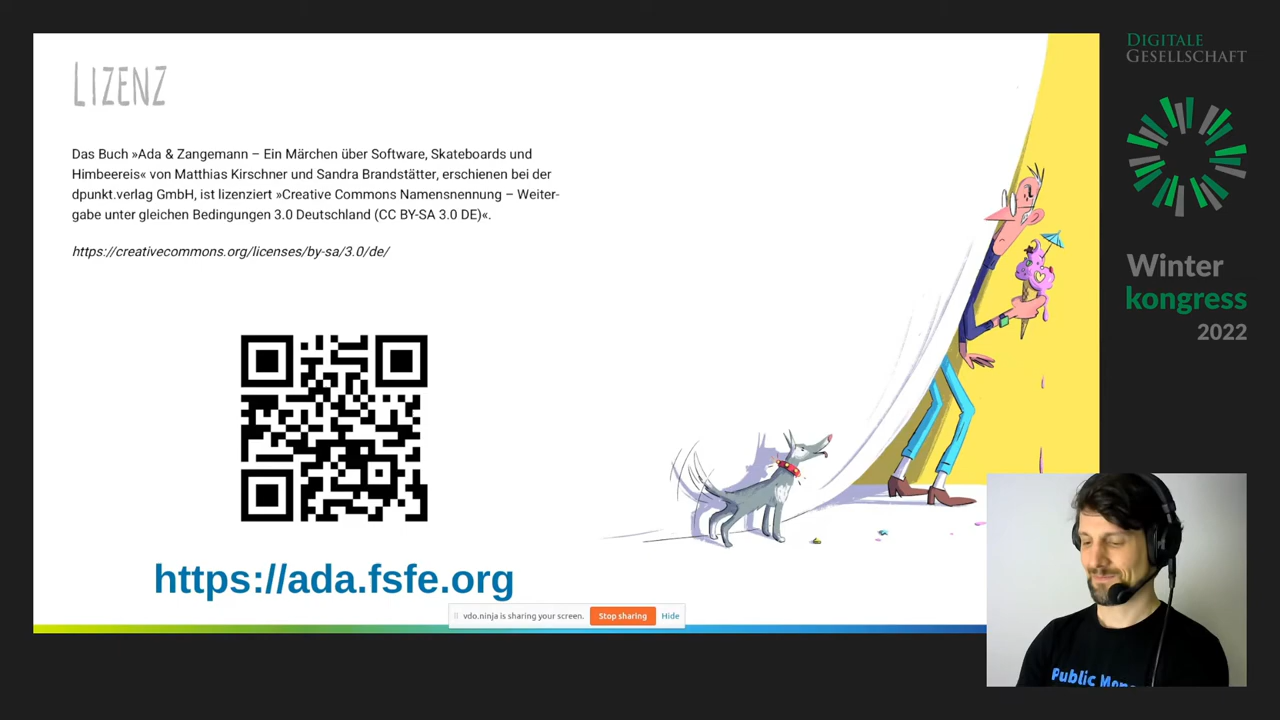 LIZENZ
Das Buch »Ada & Zangemann – Ein Märchen über Software, Skateboards und
Himbeereis« von Matthias Kirschner und Sandra Brandstätter, erschienen bei der
dpunkt.verlag GmbH, ist lizenziert »Creative Commons Namensnennung – Weiter-
gabe unter gleichen Bedingungen 3.0 Deutschland (CC BY-SA 3.0 DE)«.
https://creativecommons.org/licenses/by-sa/3.0/de/
https://ada.fsfe.org
vdo.ninja is sharing your screen. Stop sharing Hide
DIGITALE
GESELLSCHAFT
Winter
kongress
2022
Public